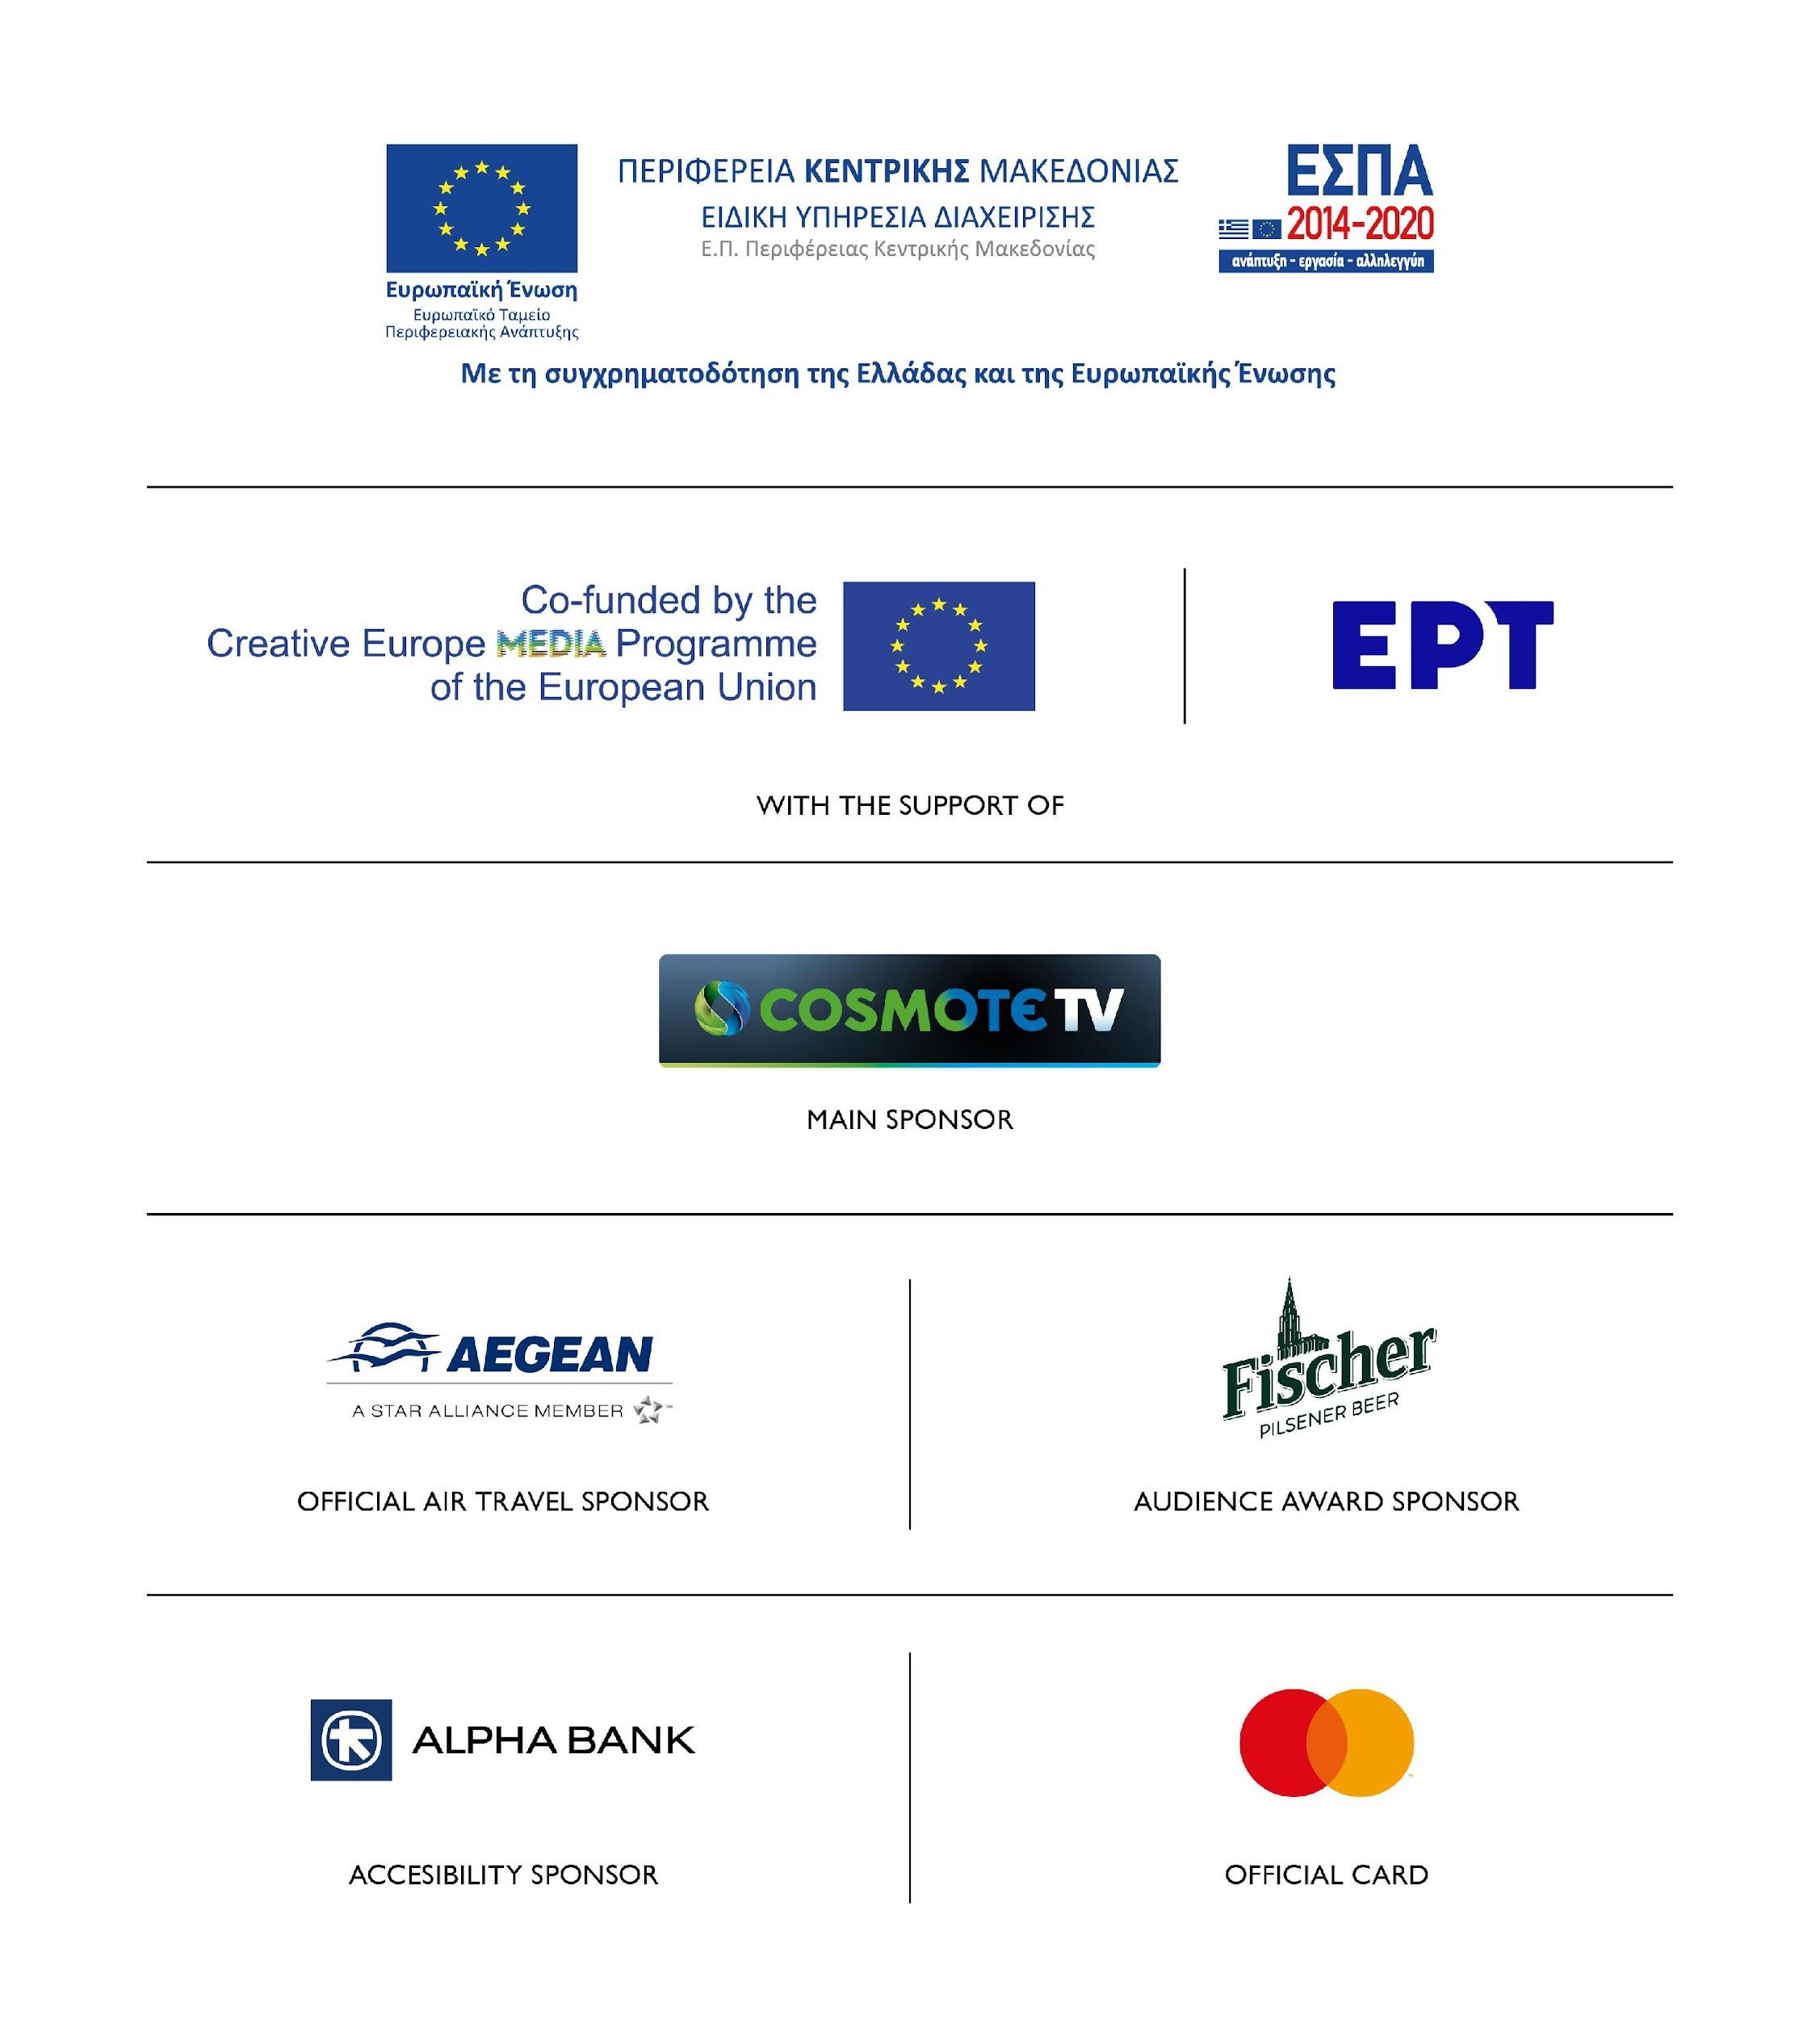 Ευρωπαϊκή Ένωση
Ευρωπαϊκό Ταμείο
Περιφερειακής Ανάπτυξης
ΠΕΡΙΦΕΡΕΙΑ ΚΕΝΤΡΙΚΗΣ ΜΑΚΕΔΟΝΙΑΣ
ΕΙΔΙΚΗ ΥΠΗΡΕΣΙΑ ΔΙΑΧΕΙΡΙΣΗΣ
Ε.Π. Περιφέρειας Κεντρικής Μακεδονίας
ΕΣΠΑ
2014-2020
ανάπτυξη - εργασία - αλληλεγγύη
Με τη συγχρηματοδότηση της Ελλάδας και της Ευρωπαϊκής Ένωσης
Co-funded by the
Creative Europe MEDIA Programme
of the European Union
ΕΡΤ
WITH THE SUPPORT OF
COSMOTE TV
MAIN SPONSOR
AEGEAN
A STAR ALLIANCE MEMBER
OFFICIAL AIR TRAVEL SPONSOR
Fischer
PILSENER BEER
AUDIENCE AWARD SPONSOR
ALPHA BANK
ACCESIBILITY SPONSOR
OFFICIAL CARD